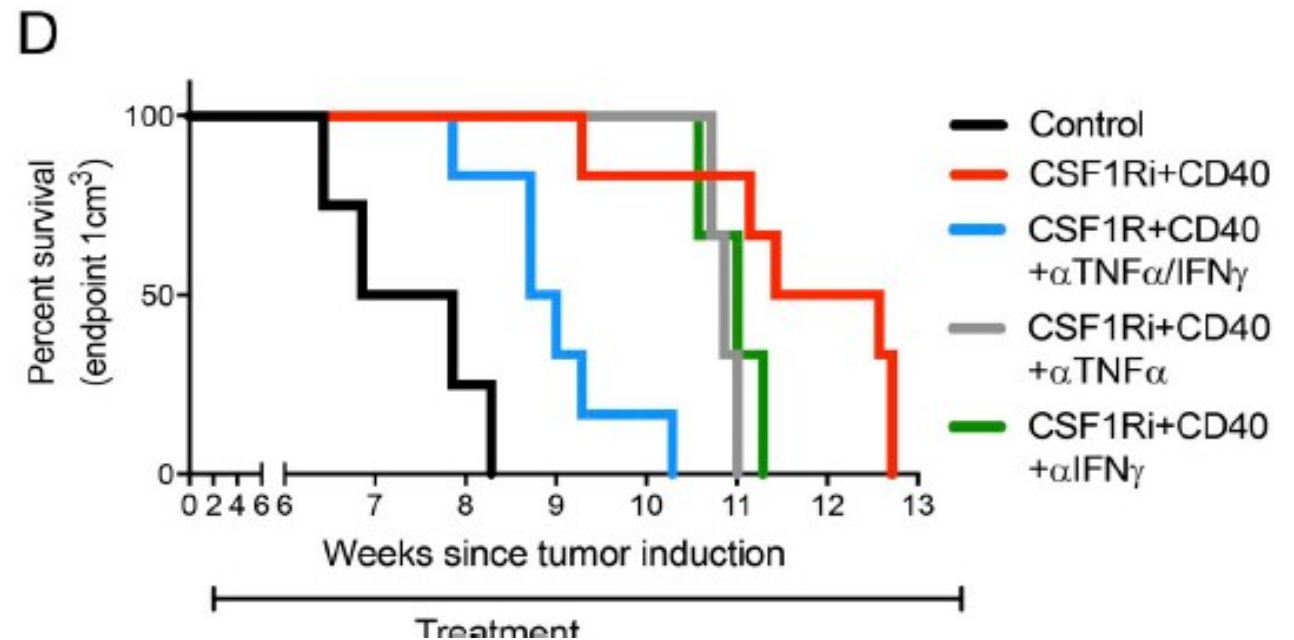 D
Percent survival
(endpoint 1cm³)
100
50
0
0 2 4 6 6 7 8 9 10 11 12 13
Weeks since tumor induction
Treatment
Control
CSF1Ri+CD40
CSF1R+CD40
+αTNFα/IFNγ
CSF1Ri+CD40
+αTNFα
CSF1Ri+CD40
+αIFNγ